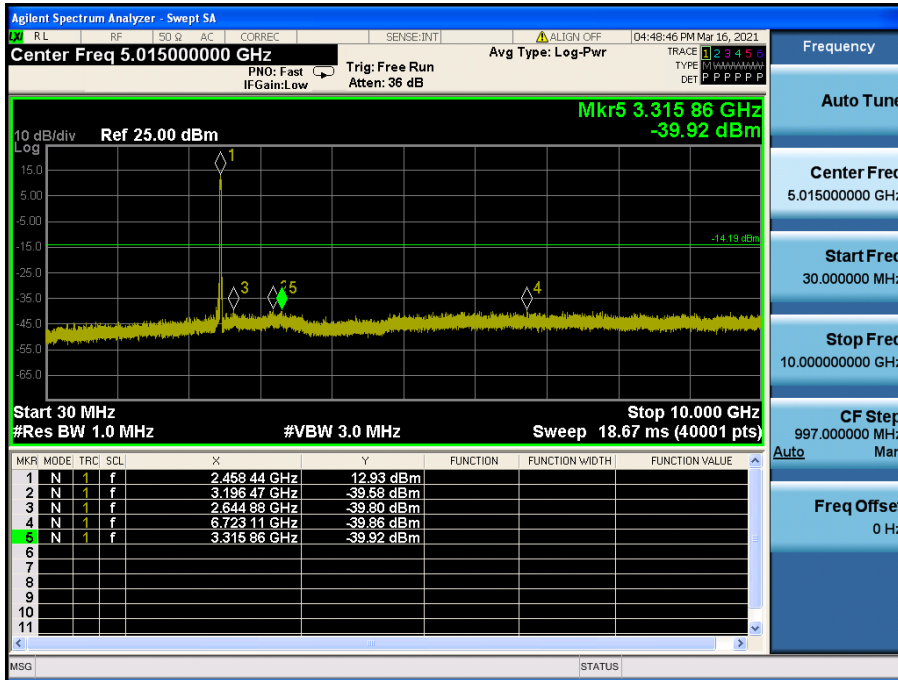 Agilent Spectrum Analyzer - Swept SA
LXI RL RF 50 Ω AC CORREC SENSE:INT ALIGN OFF 04:48:46 PM Mar 16, 2021
Center Freq 5.015000000 GHz
PNO: Fast
IFGain:Low
Trig: Free Run
Atten: 36 dB
Avg Type: Log-Pwr
TRACE 1 2 3 4 5 6
TYPE M WWWWW
DET P P P P P P
Mkr5 3.315 86 GHz
-39.92 dBm
10 dB/div Ref 25.00 dBm
Log
15.0
5.00
-5.00
-15.0
-25.0
-35.0
-45.0
-55.0
-65.0
1
-14.19 dBm
3
5
4
Start 30 MHz Stop 10.000 GHz
#Res BW 1.0 MHz #VBW 3.0 MHz Sweep 18.67 ms (40001 pts)
MKR MODE TRC SCL X Y FUNCTION FUNCTION WIDTH FUNCTION VALUE
1 N 1 f 2.458 44 GHz 12.93 dBm
2 N 1 f 3.196 47 GHz -39.58 dBm
3 N 1 f 2.644 88 GHz -39.80 dBm
4 N 1 f 6.723 11 GHz -39.86 dBm
5 N 1 f 3.315 86 GHz -39.92 dBm
6
7
8
9
10
11
MSG STATUS
Frequency
Auto Tune
Center Freq
5.015000000 GHz
Start Freq
30.000000 MHz
Stop Freq
10.000000000 GHz
CF Step
997.000000 MHz
Auto Man
Freq Offset
0 Hz